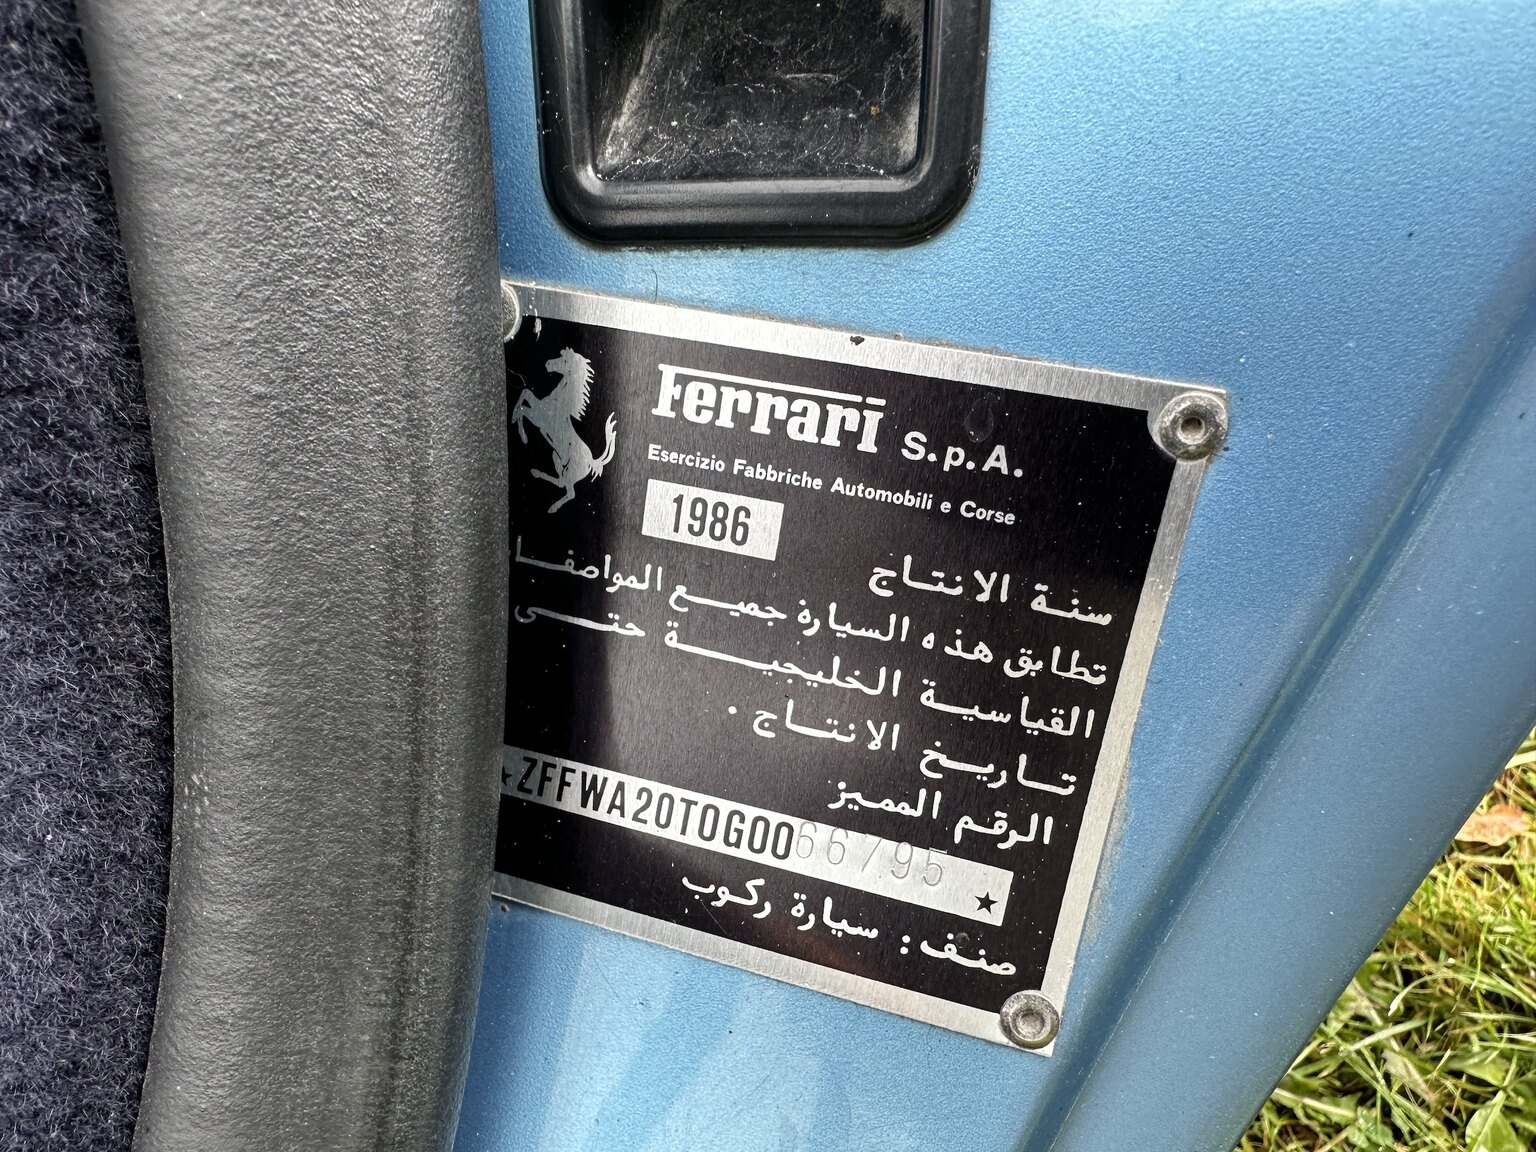 Ferrari S.p.A.
Esercizio Fabbriche Automobili e Corse
1986
سنة الانتاج
تطابق هذه السيارة جميع المواصفا
القياسية الخليجية حتى
تاريخ الانتاج .
الرقم المميز
★ZFFWA20T0G0066795 ★
صنف : سيارة ركوب